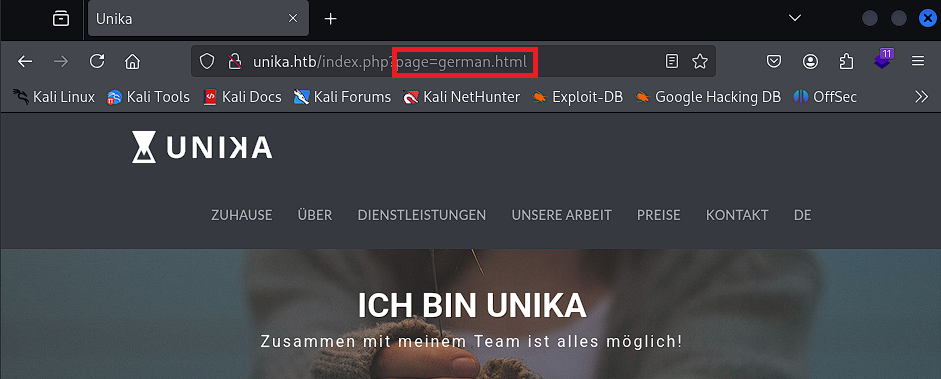 Unika
unika.htb/index.php?page=german.html
11
Kali Linux Kali Tools Kali Docs Kali Forums Kali NetHunter Exploit-DB Google Hacking DB OffSec
UNIKA
ZUHAUSE ÜBER DIENSTLEISTUNGEN UNSERE ARBEIT PREISE KONTAKT DE
ICH BIN UNIKA
Zusammen mit meinem Team ist alles möglich!